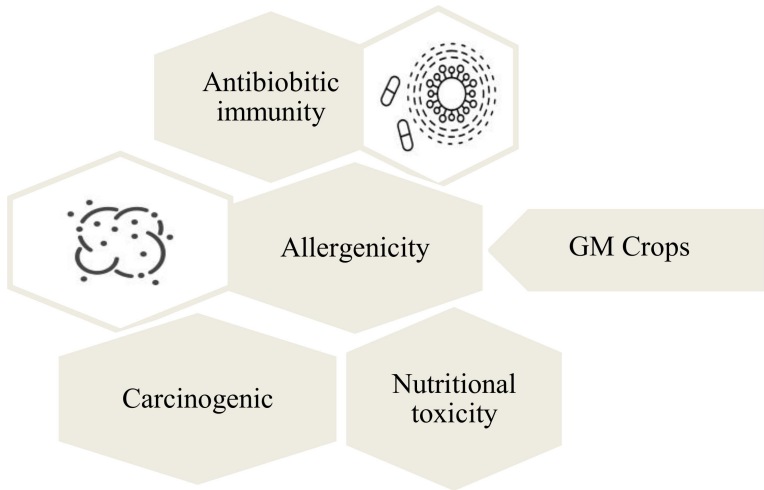 Antibiobitic
immunity
Allergenicity
GM Crops
Carcinogenic
Nutritional
toxicity